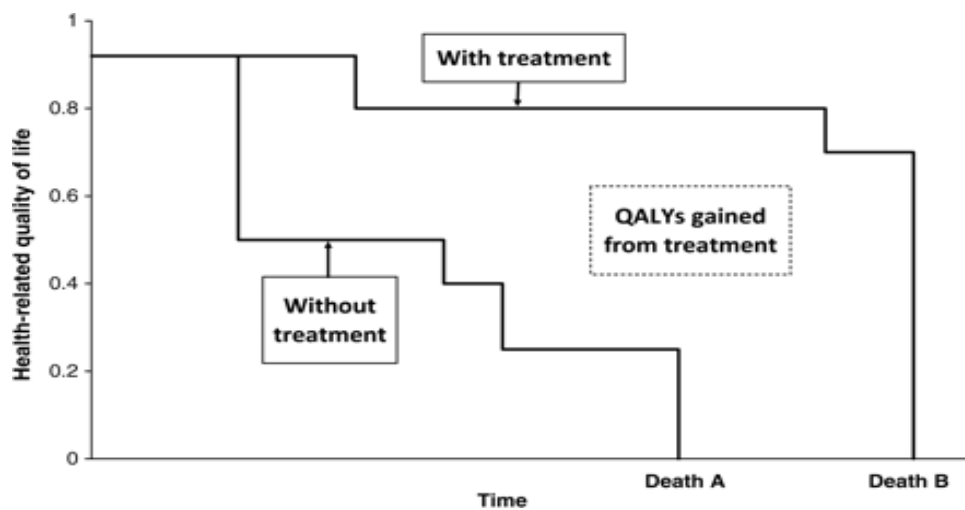 1
With treatment
0.8
Health-related quality of life
0.6
QALYs gained
from treatment
0.4
Without
treatment
0.2
0
Death A
Death B
Time